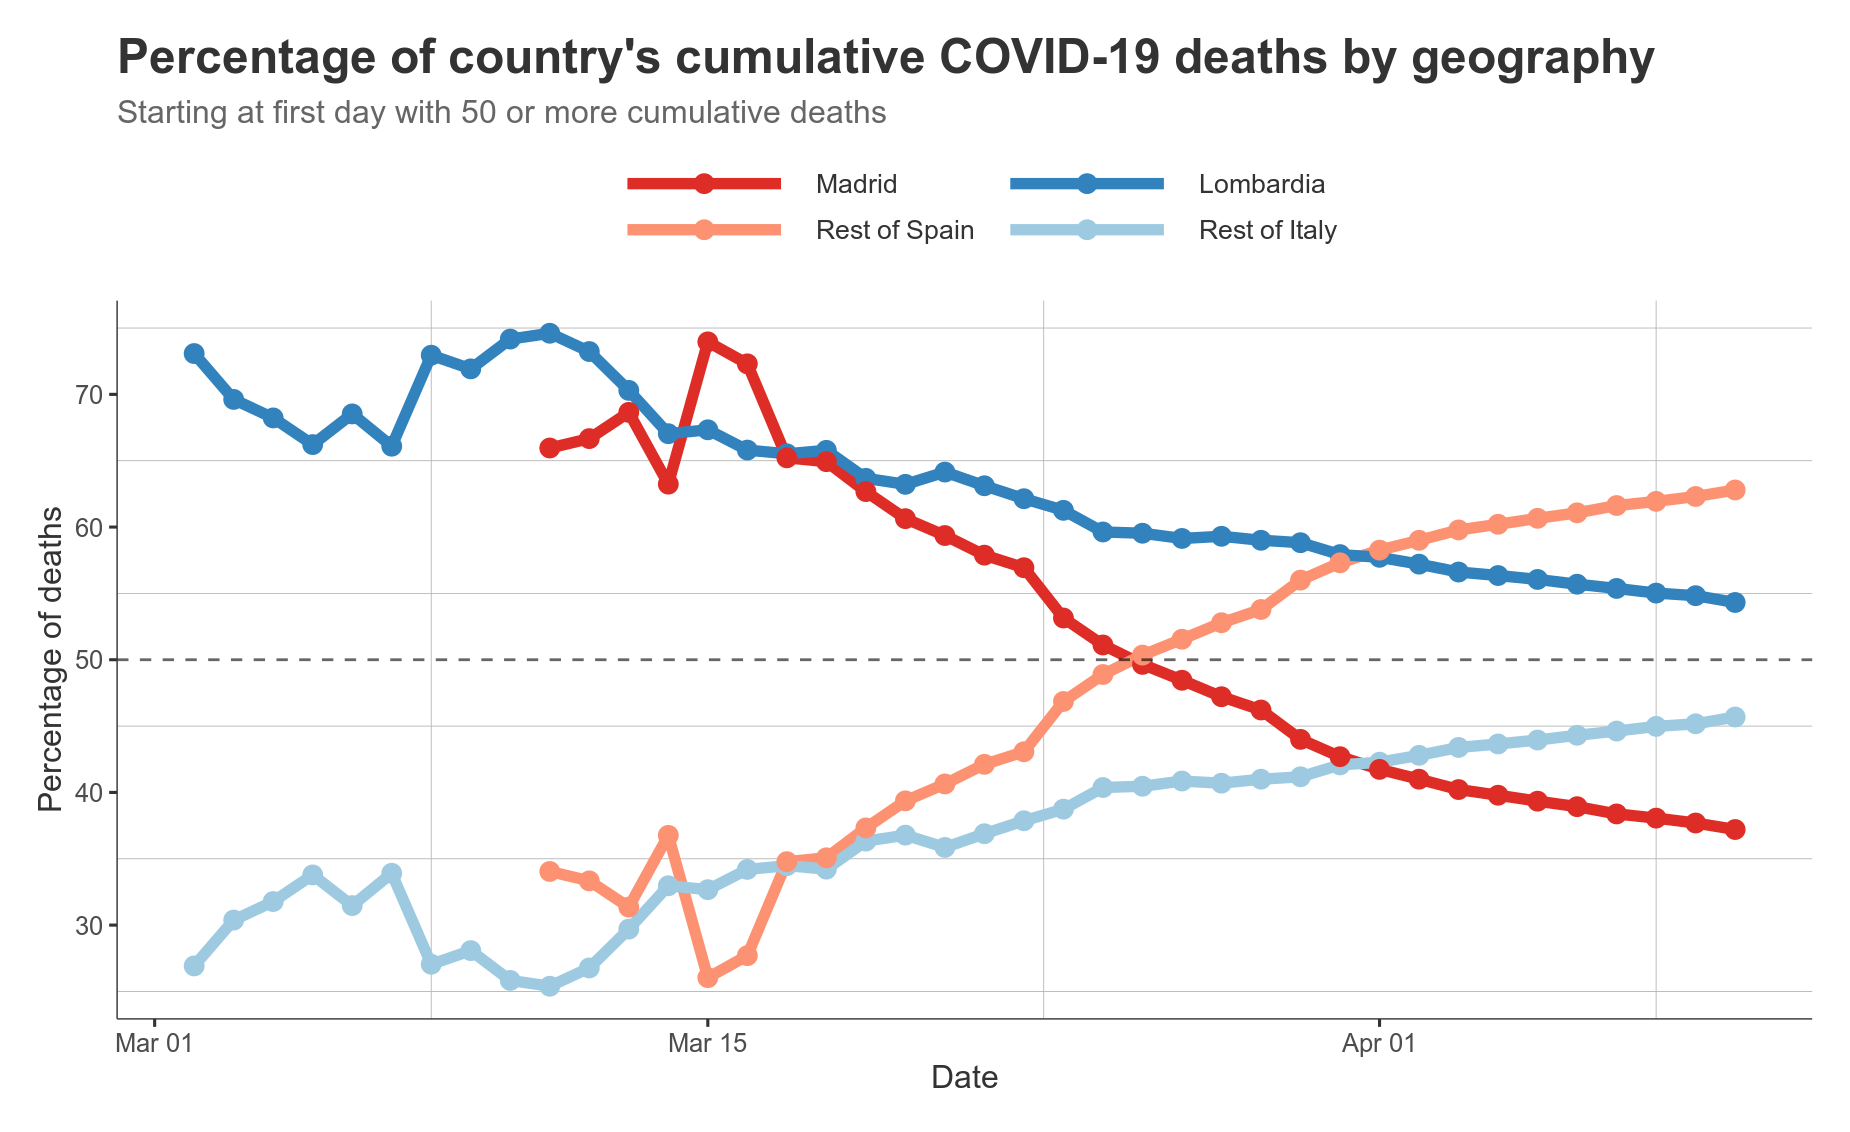 Percentage of country's cumulative COVID-19 deaths by geography
Starting at first day with 50 or more cumulative deaths
Madrid
Lombardia
Rest of Spain
Rest of Italy
Percentage of deaths
70
60
50
40
30
Mar 01
Mar 15
Apr 01
Date